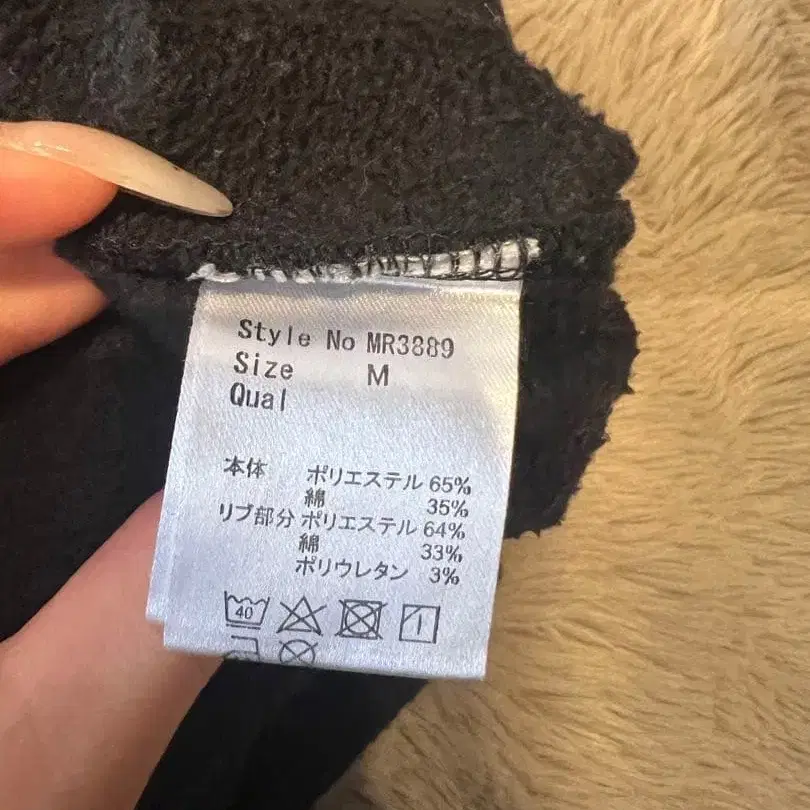 Style No MR3889
Size M
Qual
本体 ポリエステル 65%
綿 35%
リブ部分 ポリエステル 64%
綿 33%
ポリウレタン 3%
40